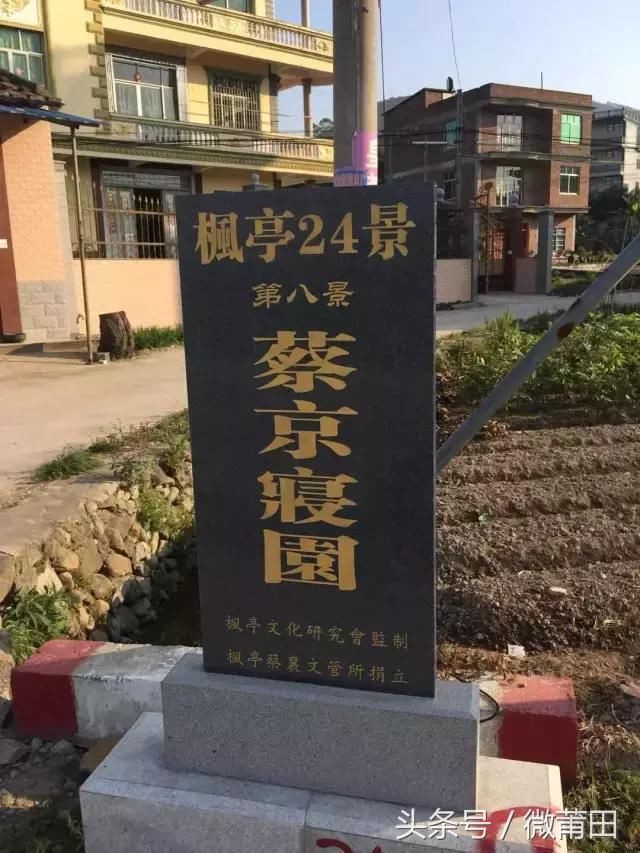 楓亭24景
第八景
蔡京寢園
楓亭文化研究會監制
楓亭蔡襄文管所捐立
头条号 / 微莆田